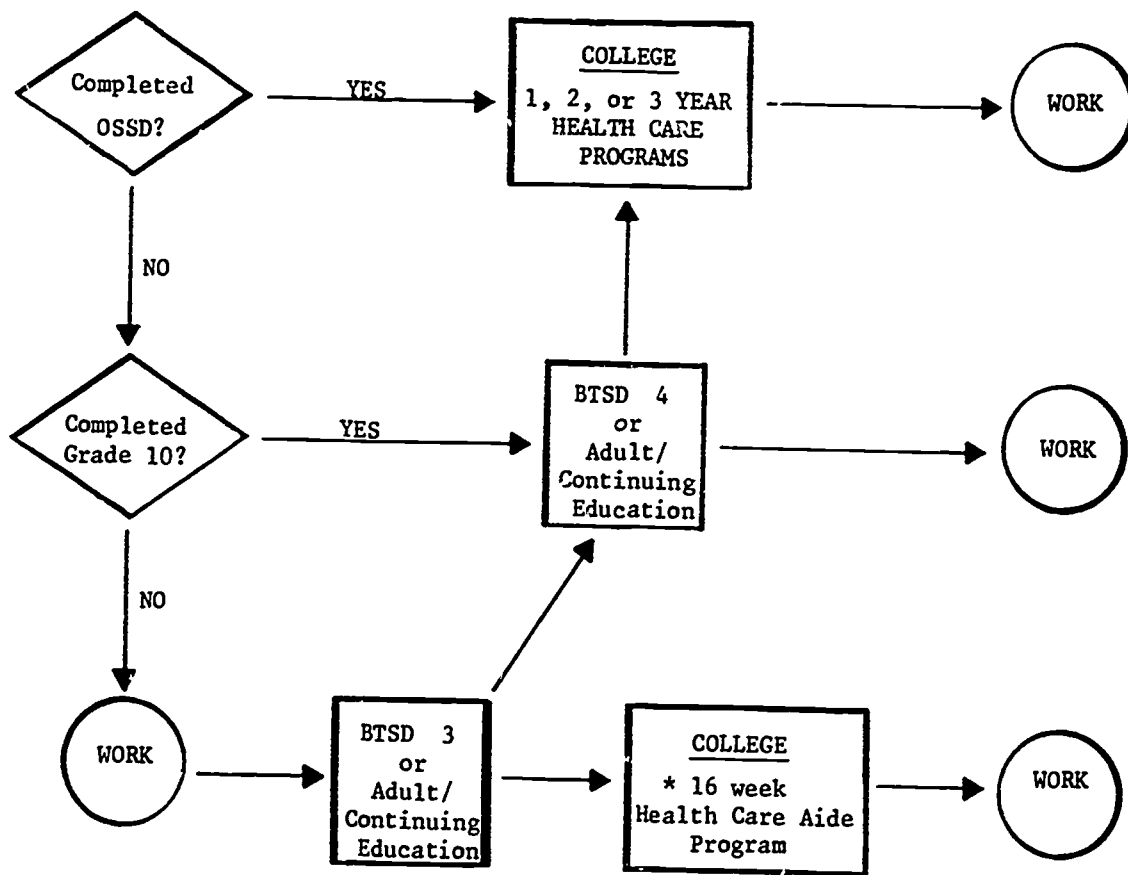 Completed
OSSD?
YES
COLLEGE
1, 2, or 3 YEAR
HEALTH CARE
PROGRAMS
WORK
NO
Completed
Grade 10?
YES
BTSD 4
or
Adult/
Continuing
Education
WORK
NO
WORK
BTSD 3
or
Adult/
Continuing
Education
COLLEGE
* 16 week
Health Care Aide
Program
WORK